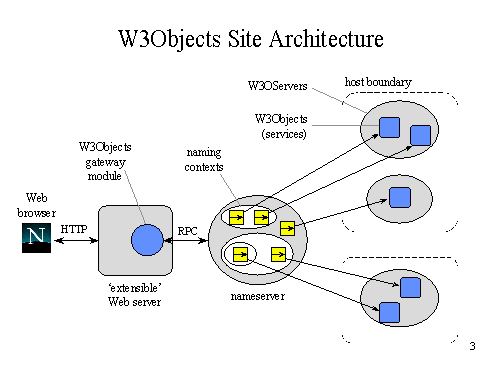 W3Objects Site Architecture
W3OServers
host boundary
W3Objects
(services)
W3Objects
gateway
module
naming
contexts
Web
browser
N
HTTP
RPC
‘extensible’
Web server
nameserver
3